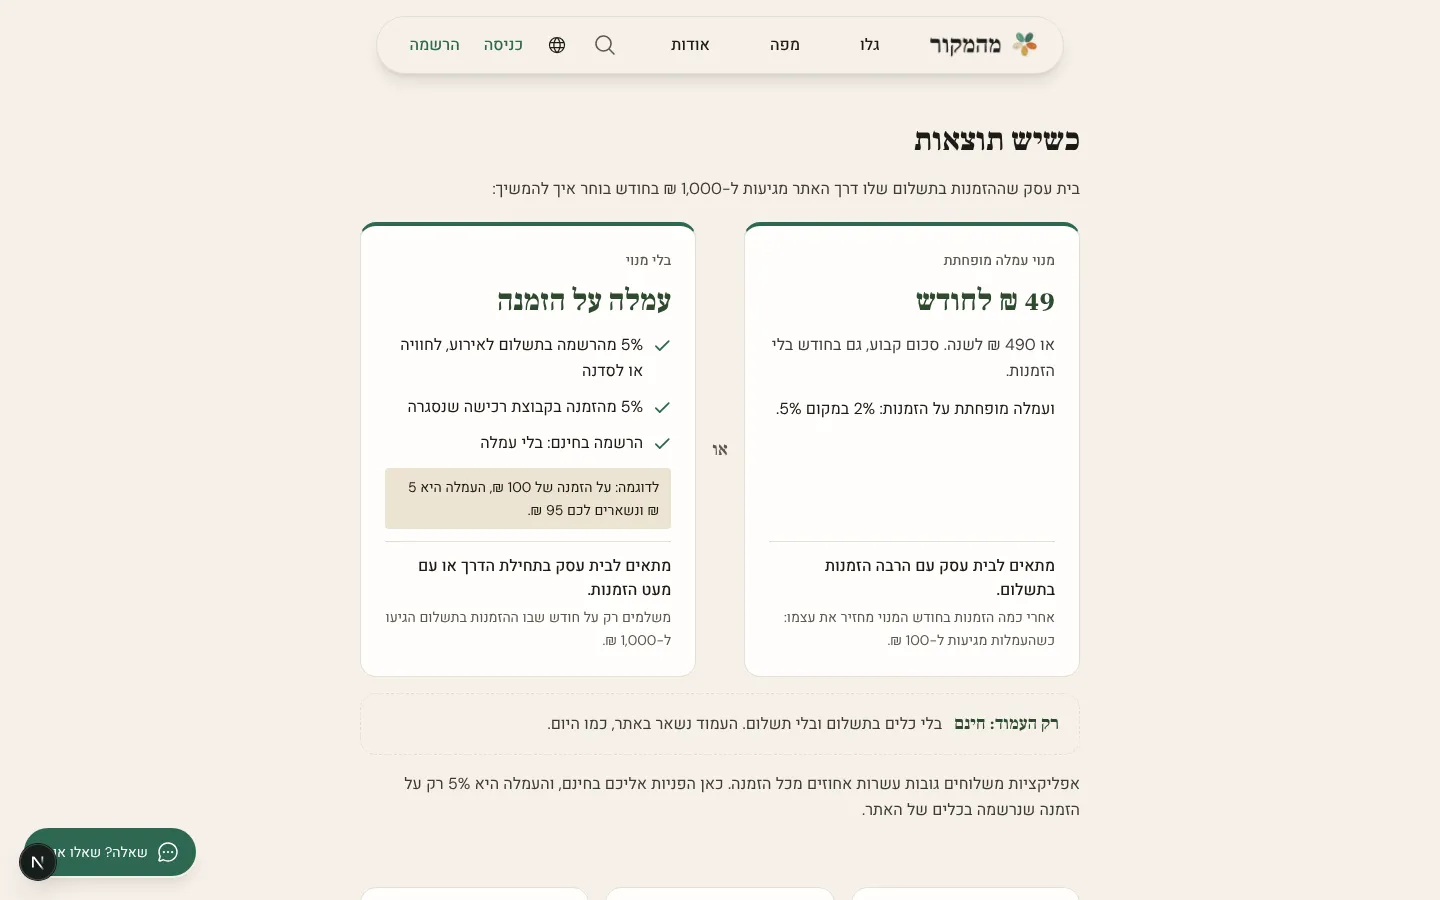 מהמקור
גלו
מפה
אודות
כניסה
הרשמה
כשיש תוצאות
בית עסק שההזמנות בתשלום שלו דרך האתר מגיעות ל-1,000 ₪ בחודש בוחר איך להמשיך:
מנוי עמלה מופחתת
49 ₪ לחודש
או 490 ₪ לשנה. סכום קבוע, גם בחודש בלי
הזמנות.
ועמלה מופחתת על הזמנות: 2% במקום 5%.
מתאים לבית עסק עם הרבה הזמנות
בתשלום.
אחרי כמה הזמנות בחודש המנוי מחזיר את עצמו:
כשהעמלות מגיעות ל-100 ₪.
או
בלי מנוי
עמלה על הזמנה
5% מהרשמה בתשלום לאירוע, לחוויה
או לסדנה
5% מהזמנה בקבוצת רכישה שנסגרה
הרשמה בחינם: בלי עמלה
לדוגמה: על הזמנה של 100 ₪, העמלה היא 5
₪ ונשארים לכם 95 ₪.
מתאים לבית עסק בתחילת הדרך או עם
מעט הזמנות.
משלמים רק על חודש שבו ההזמנות בתשלום הגיעו
ל-1,000 ₪.
רק העמוד: חינם בלי כלים בתשלום ובלי תשלום. העמוד נשאר באתר, כמו היום.
אפליקציות משלוחים גובות עשרות אחוזים מכל הזמנה. כאן הפניות אליכם בחינם, והעמלה היא 5% רק על
הזמנה שנרשמה בכלים של האתר.
שאלה? שאלו
N